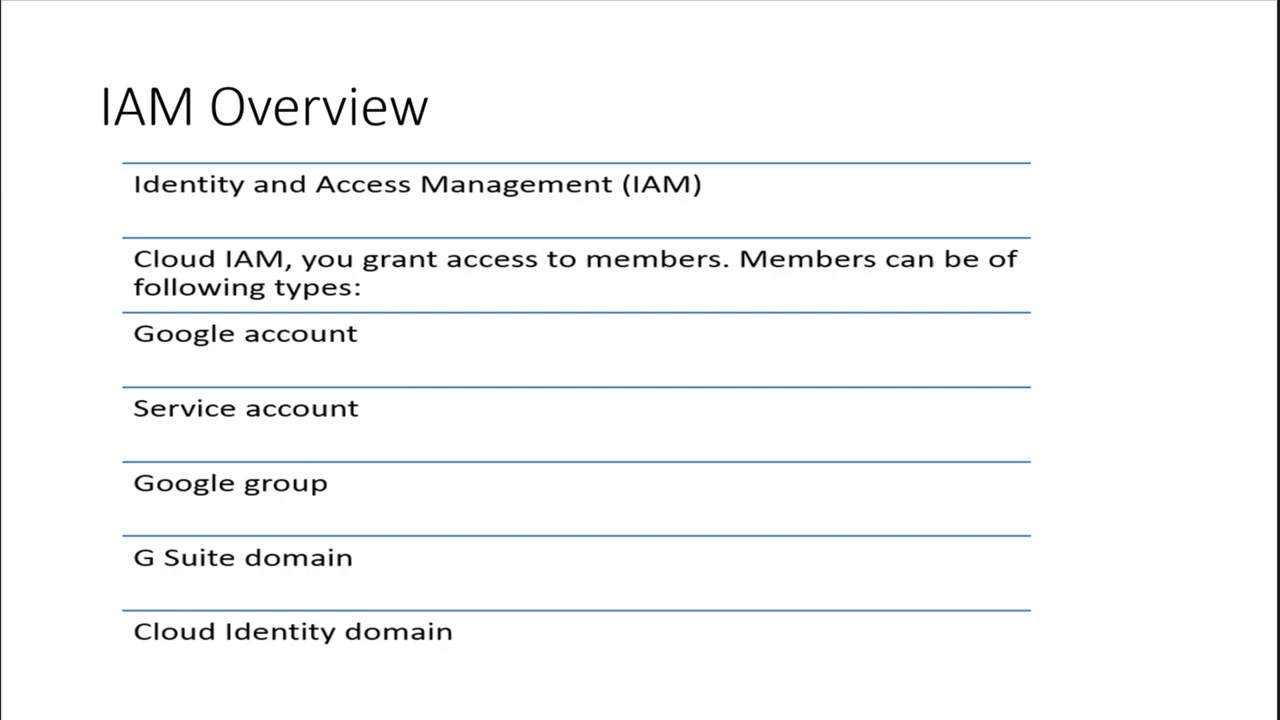 IAM Overview
Identity and Access Management (IAM)
Cloud IAM, you grant access to members. Members can be of
following types:
Google account
Service account
Google group
G Suite domain
Cloud Identity domain